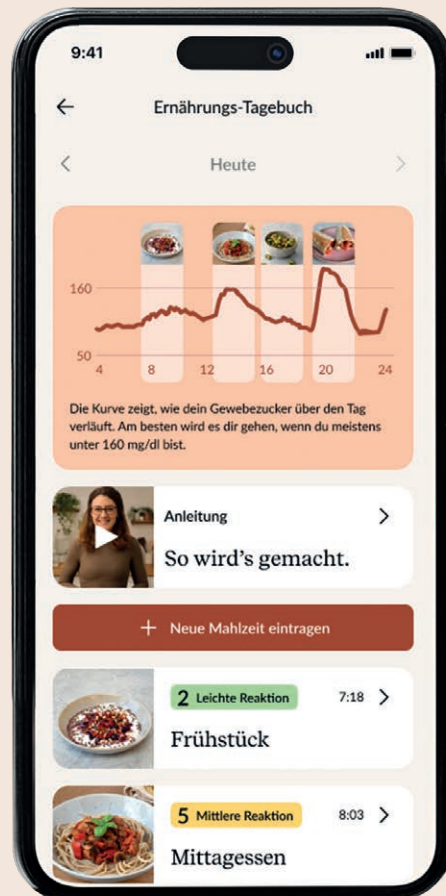 9:41
Ernährungs-Tagebuch
Heute
160
50
4 8 12 16 20 24
Die Kurve zeigt, wie dein Gewebezucker über den Tag
verläuft. Am besten wird es dir gehen, wenn du meistens
unter 160 mg/dl bist.
Anleitung
So wird’s gemacht.
+ Neue Mahlzeit eintragen
2 Leichte Reaktion 7:18
Frühstück
5 Mittlere Reaktion 8:03
Mittagessen